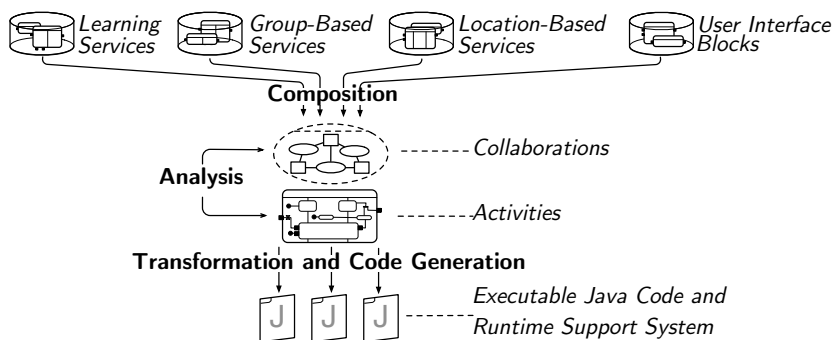 Learning
Services
Group-Based
Services
Location-Based
Services
User Interface
Blocks
Composition
Collaborations
Analysis
Activities
Transformation and Code Generation
J J J
Executable Java Code and
Runtime Support System